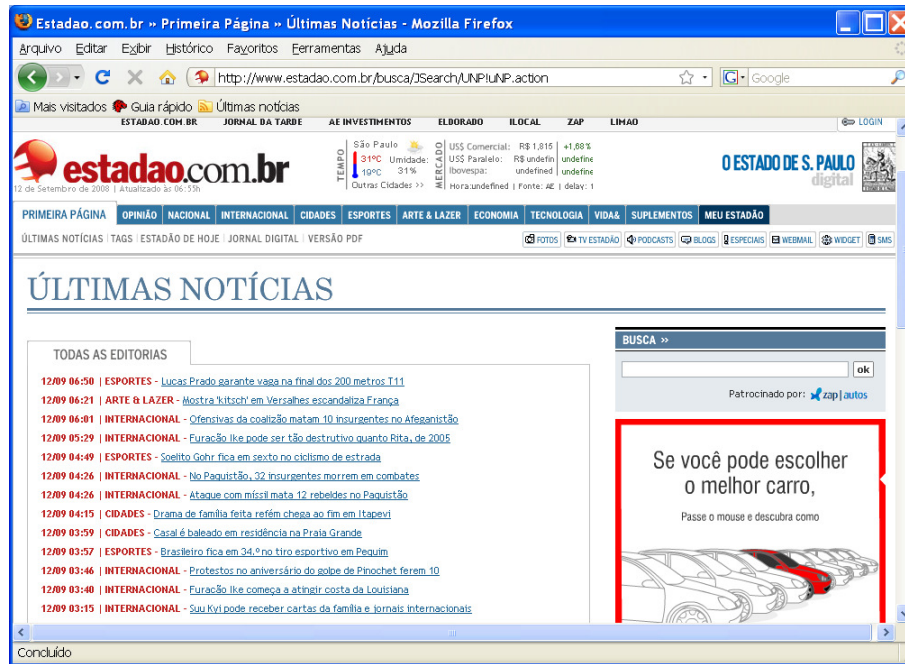 Estadao.com.br » Primeira Página » Últimas Notícias - Mozilla Firefox
Arquivo Editar Exibir Histórico Favoritos Ferramentas Ajuda
http://www.estadao.com.br/busca/JSearch/UNP!uNP.action
G Google
Mais visitados Guia rápido Últimas notícias
ESTADAO.COM.BR JORNAL DA TARDE AE INVESTIMENTOS ELDORADO ILOCAL ZAP LIMAO LOGIN
estadao.com.br
12 de Setembro de 2008 | Atualizado às 06:55h
TEMPO
São Paulo
31ºC Umidade:
19ºC 31%
Outras Cidades >>
MERCADO
US$ Comercial: R$ 1,815 +1,68%
US$ Paralelo: R$ undefin undefine
Ibovespa: undefined undefine
Hora:undefined | Fonte: AE | delay: 1
O ESTADO DE S. PAULO
digital
PRIMEIRA PÁGINA OPINIÃO NACIONAL INTERNACIONAL CIDADES ESPORTES ARTE & LAZER ECONOMIA TECNOLOGIA VIDA& SUPLEMENTOS MEU ESTADÃO
ÚLTIMAS NOTÍCIAS | TAGS | ESTADÃO DE HOJE | JORNAL DIGITAL | VERSÃO PDF
FOTOS TV ESTADÃO PODCASTS BLOGS ESPECIAIS WEBMAIL WIDGET SMS
ÚLTIMAS NOTÍCIAS
TODAS AS EDITORIAS
12/09 06:50 | ESPORTES - Lucas Prado garante vaga na final dos 200 metros T11
12/09 06:21 | ARTE & LAZER - Mostra 'kitsch' em Versalhes escandaliza França
12/09 06:01 | INTERNACIONAL - Ofensivas da coalizão matam 10 insurgentes no Afeganistão
12/09 05:29 | INTERNACIONAL - Furacão Ike pode ser tão destrutivo quanto Rita, de 2005
12/09 04:49 | ESPORTES - Soelito Gohr fica em sexto no ciclismo de estrada
12/09 04:26 | INTERNACIONAL - No Paquistão, 32 insurgentes morrem em combates
12/09 04:26 | INTERNACIONAL - Ataque com míssil mata 12 rebeldes no Paquistão
12/09 04:15 | CIDADES - Drama de família feita refém chega ao fim em Itapevi
12/09 03:59 | CIDADES - Casal é baleado em residência na Praia Grande
12/09 03:57 | ESPORTES - Brasileiro fica em 34.º no tiro esportivo em Pequim
12/09 03:46 | INTERNACIONAL - Protestos no aniversário do golpe de Pinochet ferem 10
12/09 03:40 | INTERNACIONAL - Furacão Ike começa a atingir costa da Louisiana
12/09 03:15 | INTERNACIONAL - Suu Kyi pode receber cartas da família e jornais internacionais
BUSCA »
ok
Patrocinado por: zap | autos
Se você pode escolher
o melhor carro,
Passe o mouse e descubra como
Concluído